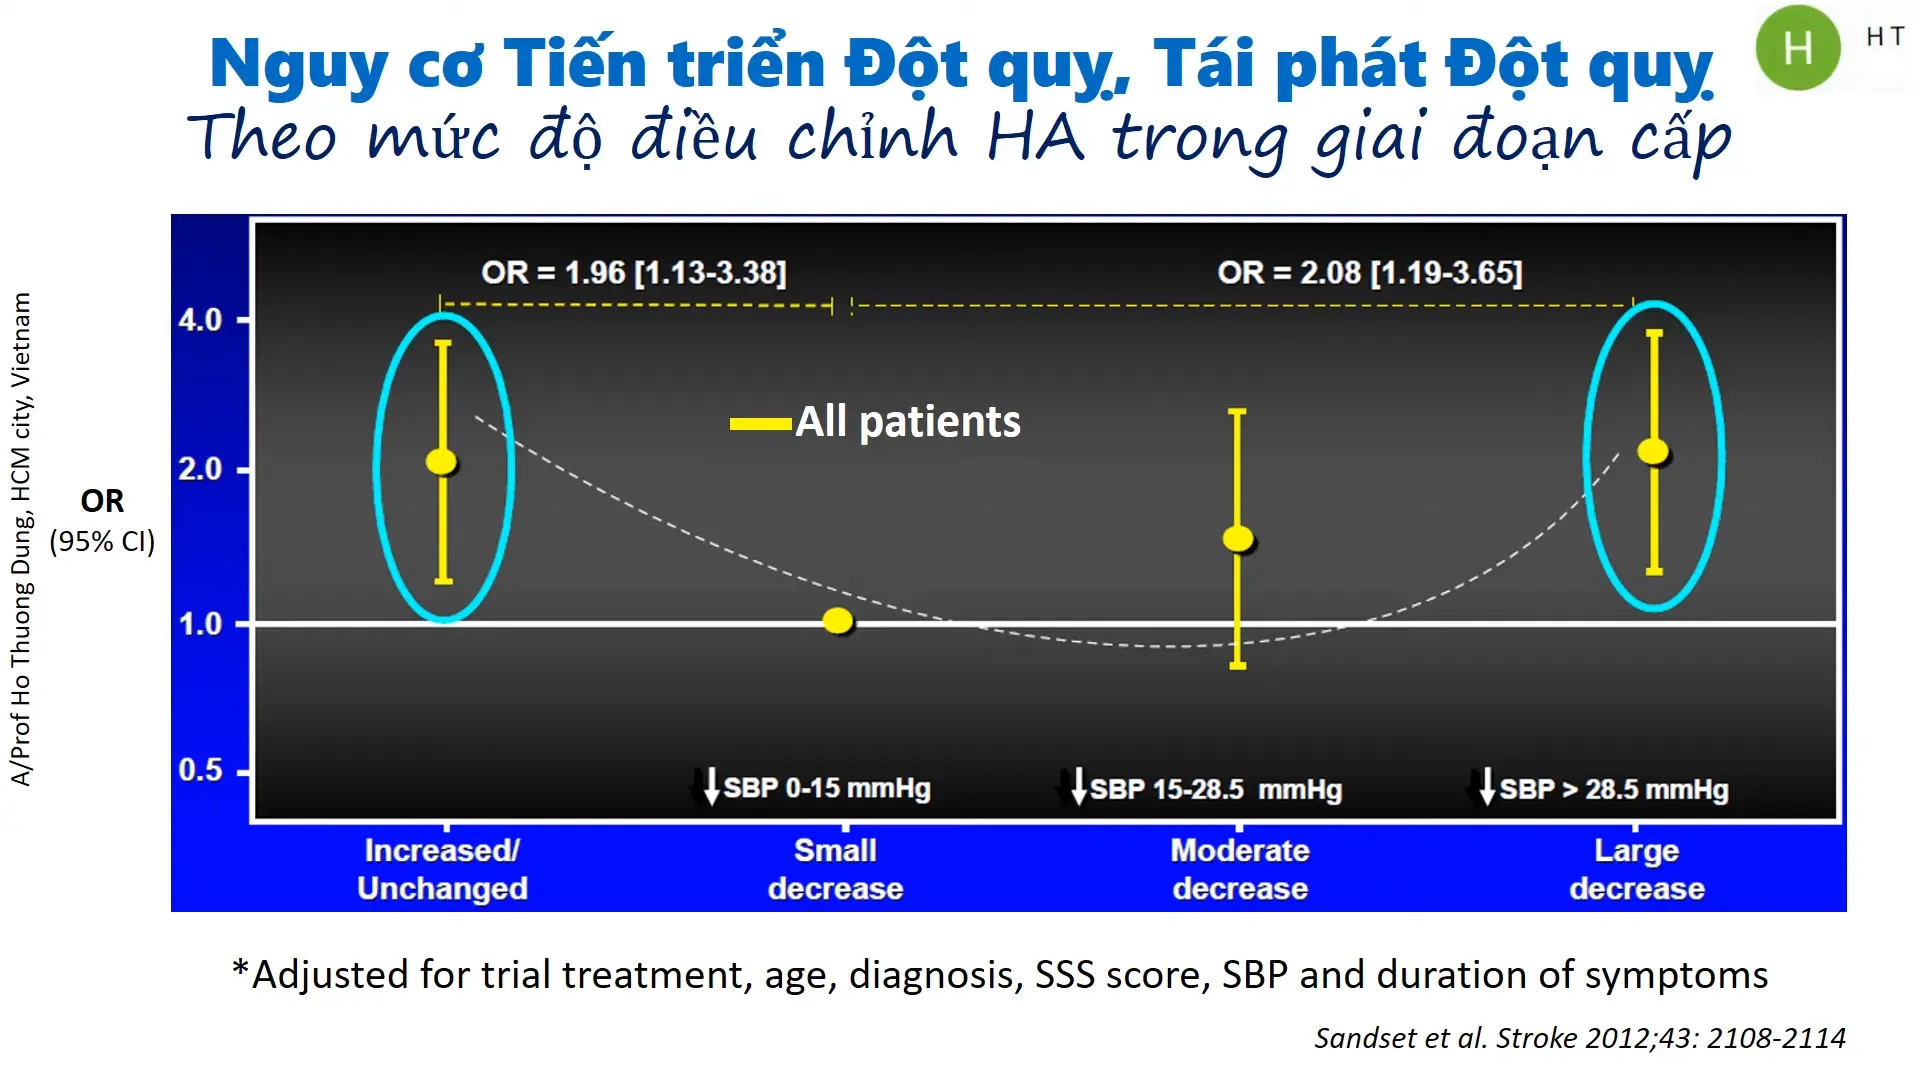 Nguy cơ Tiến triển Đột quỵ, Tái phát Đột quỵ
Theo mức độ điều chỉnh HA trong giai đoạn cấp
H
H T
A/Prof Ho Thuong Dung, HCM city, Vietnam
OR
(95% CI)
OR = 1.96 [1.13-3.38]
OR = 2.08 [1.19-3.65]
4.0
2.0
1.0
0.5
All patients
SBP 0-15 mmHg
SBP 15-28.5 mmHg
SBP > 28.5 mmHg
Increased/
Unchanged
Small
decrease
Moderate
decrease
Large
decrease
*Adjusted for trial treatment, age, diagnosis, SSS score, SBP and duration of symptoms
Sandset et al. Stroke 2012;43: 2108-2114